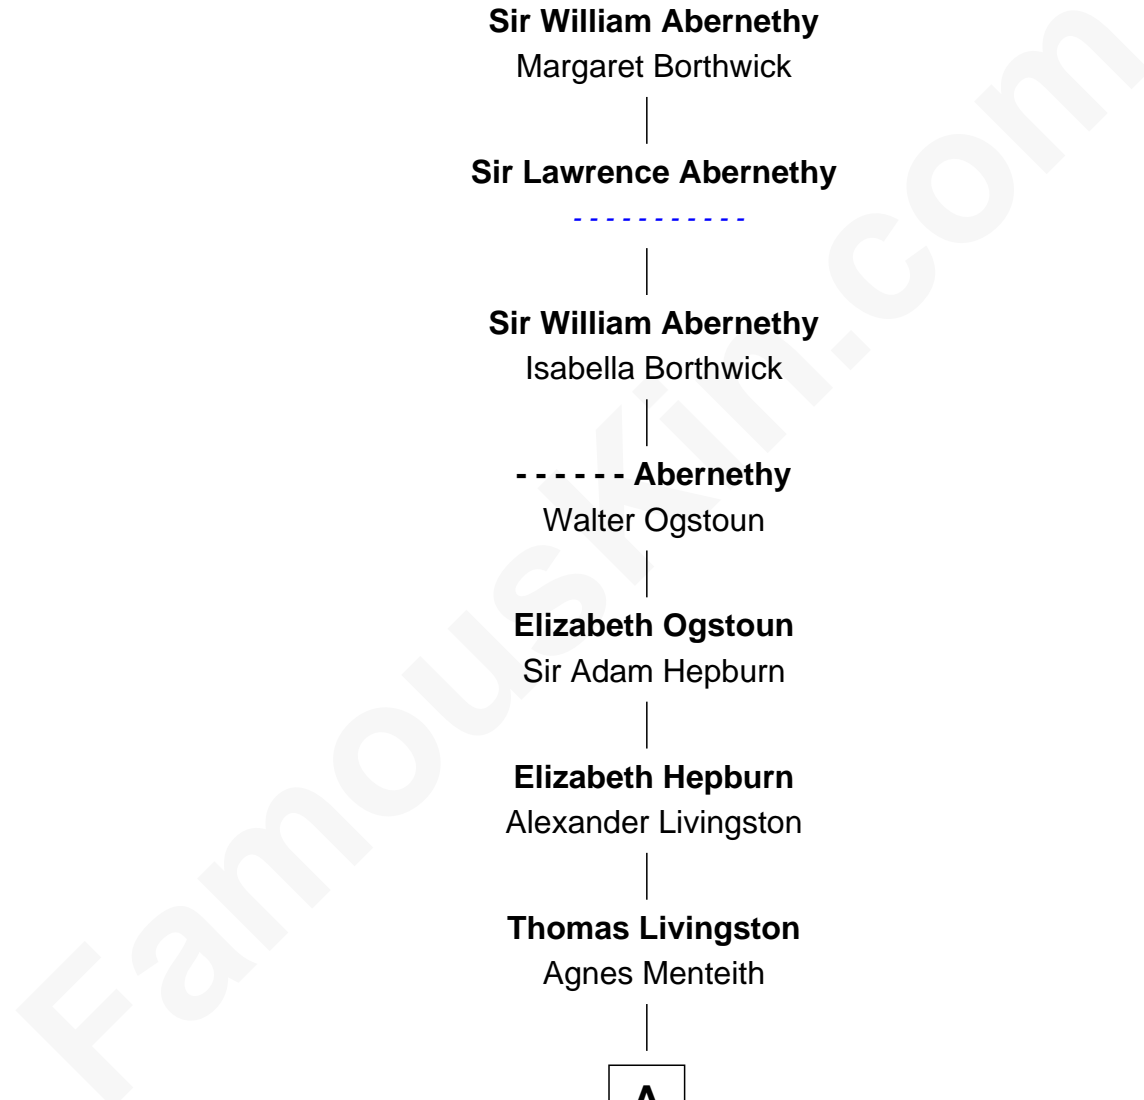 Sir William Abernethy
Margaret Borthwick
Sir Lawrence Abernethy
- - - - - - - - - - -
Sir William Abernethy
Isabella Borthwick
- - - - - - Abernethy
Walter Ogstoun
Elizabeth Ogstoun
Sir Adam Hepburn
Elizabeth Hepburn
Alexander Livingston
Thomas Livingston
Agnes Menteith
A
FamousKin.com